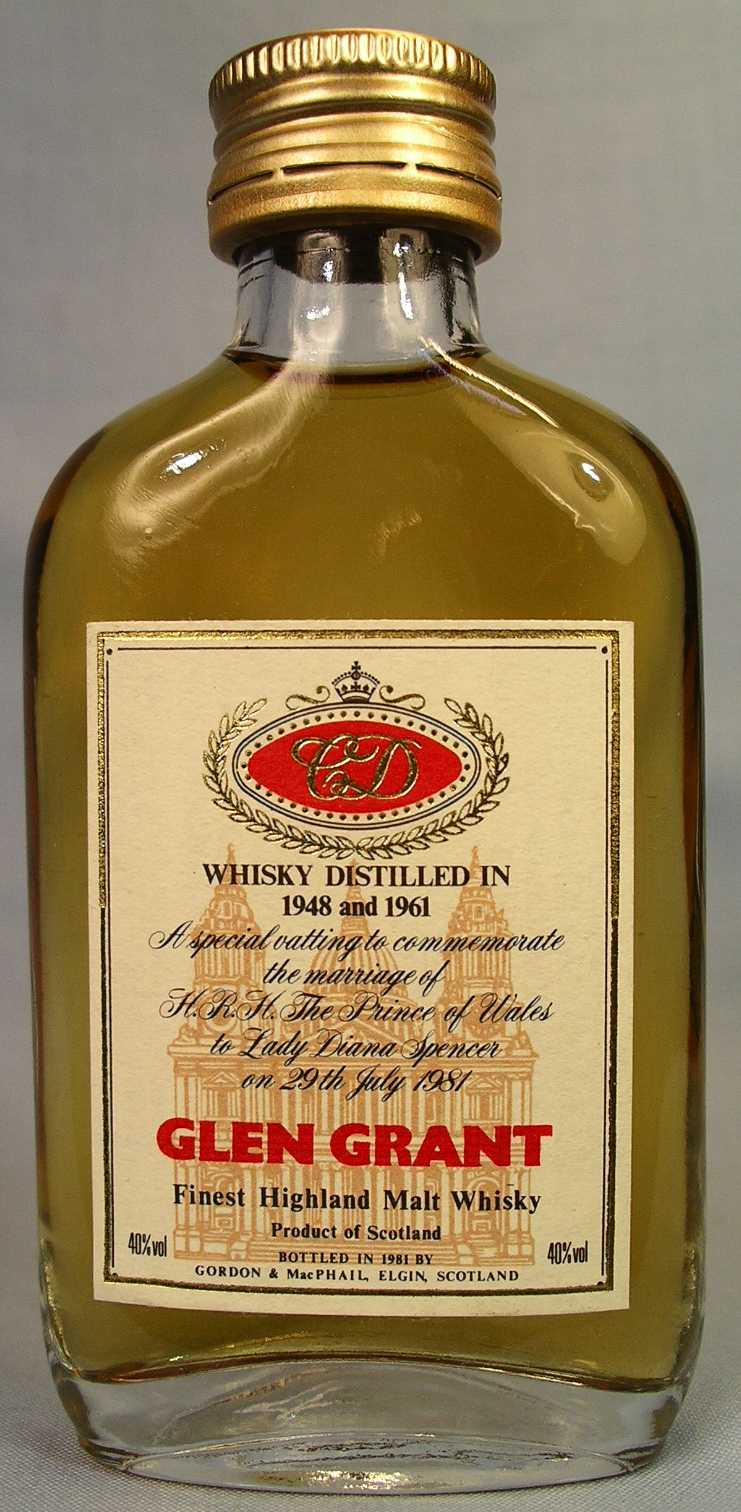 CD
WHISKY DISTILLED IN
1948 and 1961
A special vatting to commemorate
the marriage of
H.R.H. The Prince of Wales
to Lady Diana Spencer
on 29th July 1981
GLEN GRANT
Finest Highland Malt Whisky
Product of Scotland
40%vol 40%vol
BOTTLED IN 1981 BY
GORDON & MacPHAIL, ELGIN, SCOTLAND